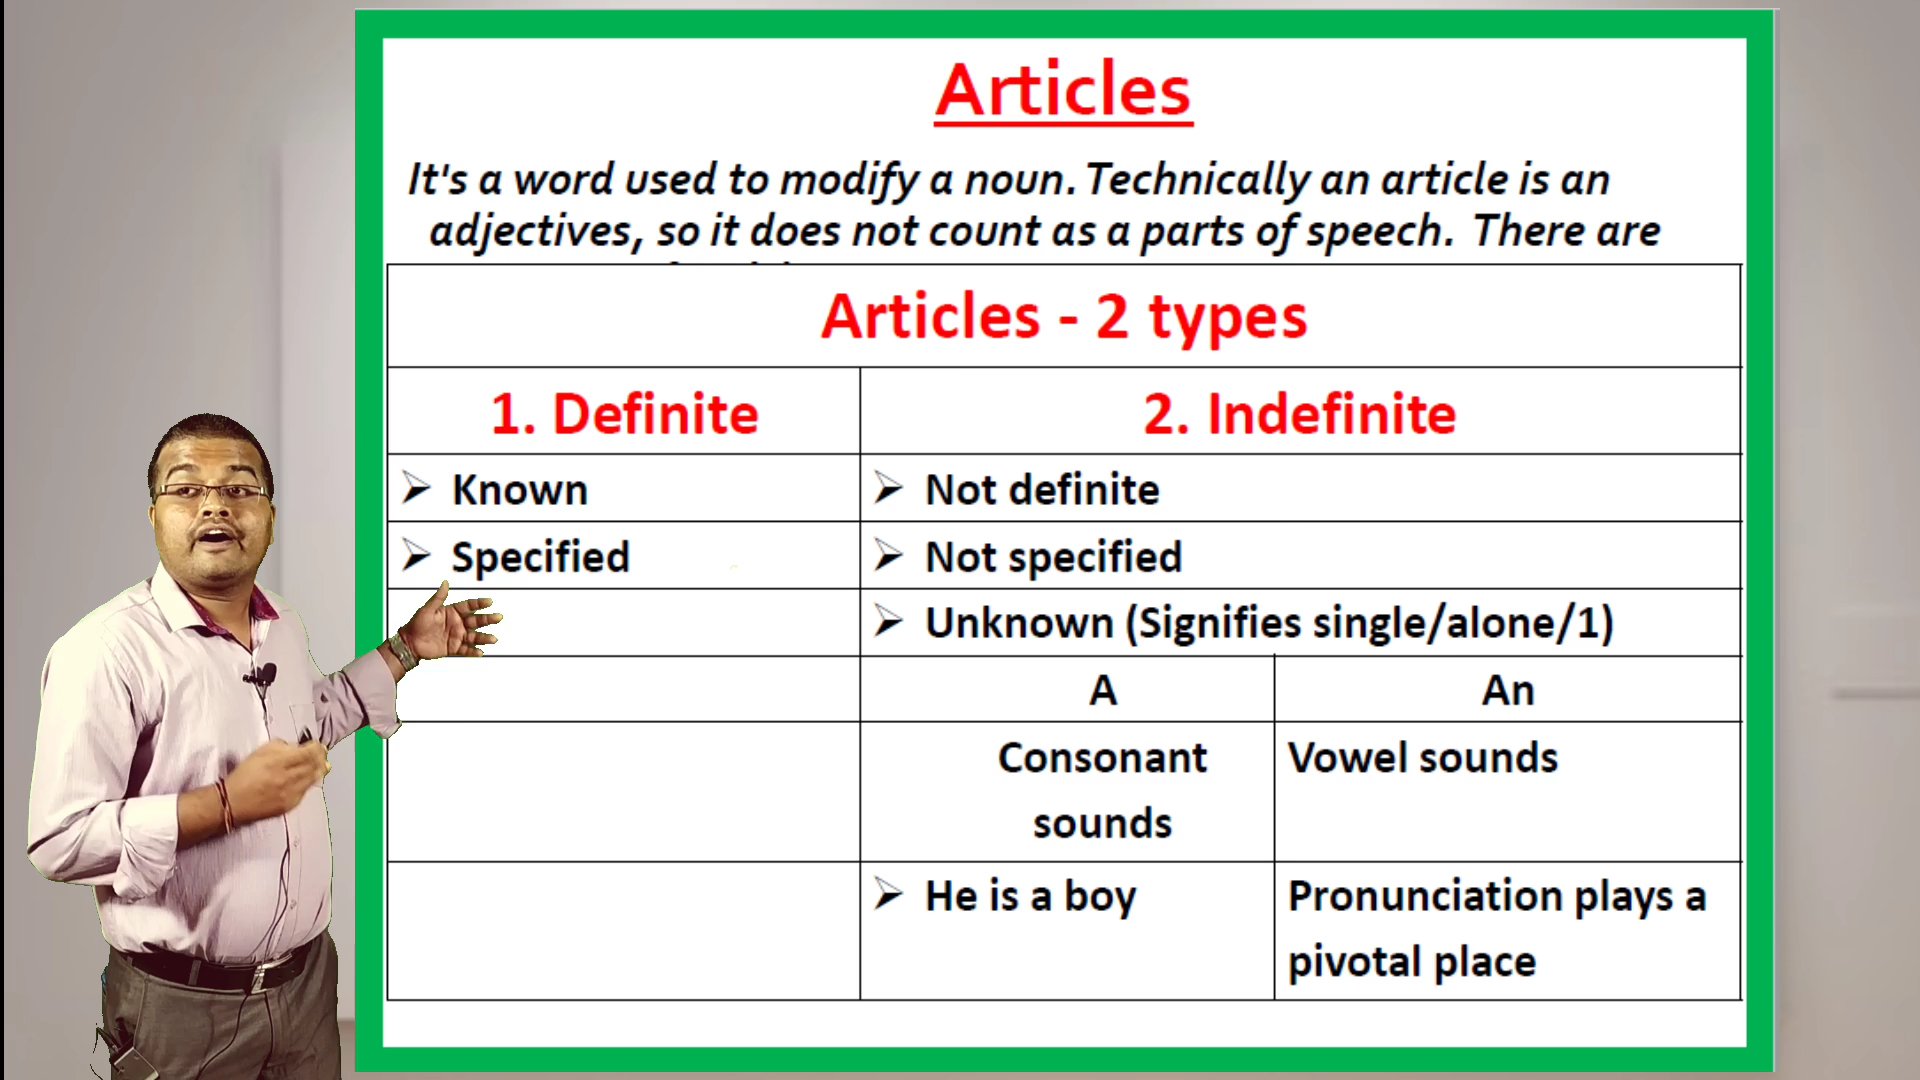 Articles
It's a word used to modify a noun. Technically an article is an
adjectives, so it does not count as a parts of speech. There are
Articles - 2 types
1. Definite
2. Indefinite
Known
Not definite
Specified
Not specified
Unknown (Signifies single/alone/1)
A
An
Consonant
sounds
Vowel sounds
He is a boy
Pronunciation plays a
pivotal place